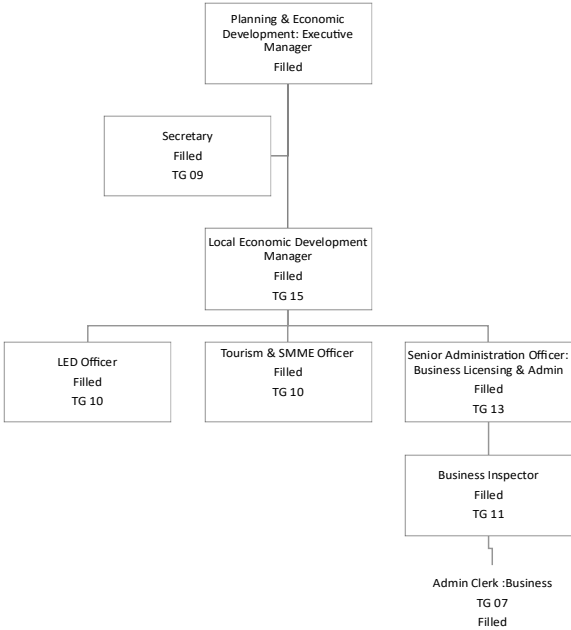 Planning & Economic
Development: Executive
Manager
Filled
Secretary
Filled
TG 09
Local Economic Development
Manager
Filled
TG 15
LED Officer
Filled
TG 10
Tourism & SMME Officer
Filled
TG 10
Senior Administration Officer:
Business Licensing & Admin
Filled
TG 13
Business Inspector
Filled
TG 11
Admin Clerk :Business
TG 07
Filled